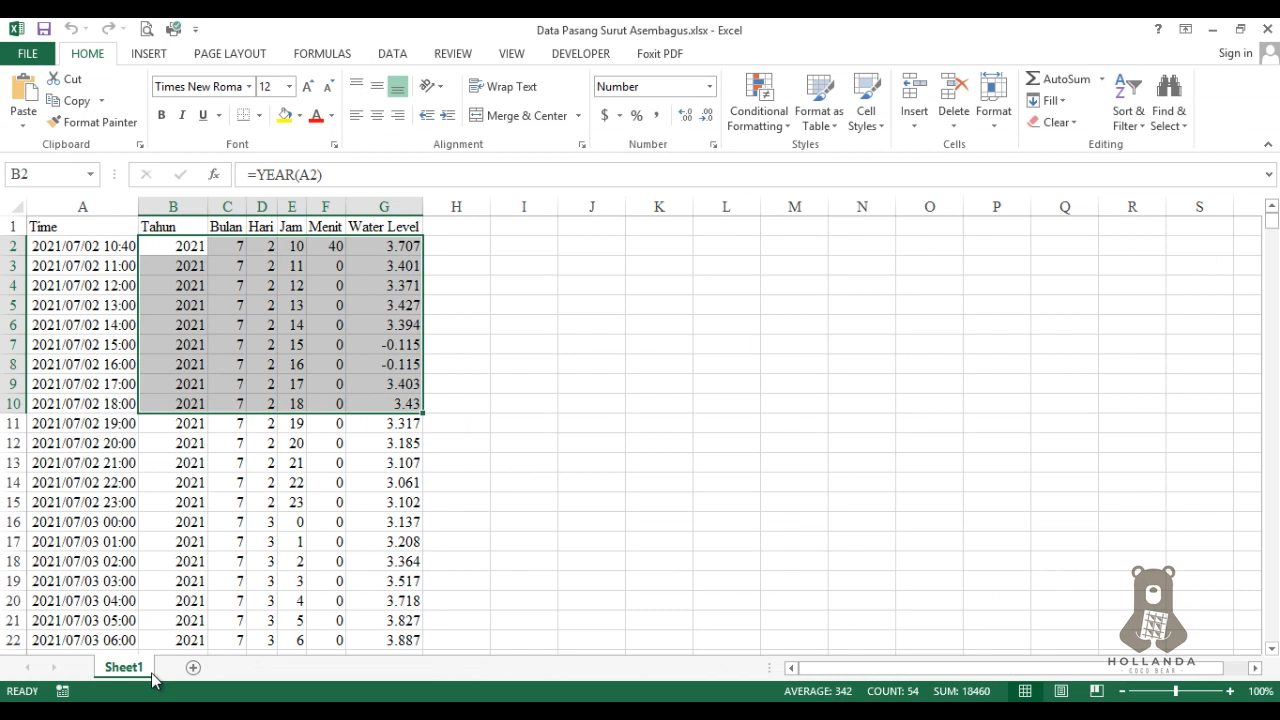 Data Pasang Surut Asembagus.xlsx - Excel
FILE HOME INSERT PAGE LAYOUT FORMULAS DATA REVIEW VIEW DEVELOPER Foxit PDF Sign in
Paste
Cut
Copy
Format Painter
Clipboard
Times New Roma 12
B I U
Font
Wrap Text
Merge & Center
Alignment
Number
$ % ,
Number
Conditional Formatting
Format as Table
Cell Styles
Styles
Insert
Delete
Format
Cells
AutoSum
Fill
Clear
Sort & Filter
Find & Select
Editing
B2 fx =YEAR(A2)
A B C D E F G H I J K L M N O P Q R S
1 Time Tahun Bulan Hari Jam Menit Water Level
2 2021/07/02 10:40 2021 7 2 10 40 3.707
3 2021/07/02 11:00 2021 7 2 11 0 3.401
4 2021/07/02 12:00 2021 7 2 12 0 3.371
5 2021/07/02 13:00 2021 7 2 13 0 3.427
6 2021/07/02 14:00 2021 7 2 14 0 3.394
7 2021/07/02 15:00 2021 7 2 15 0 -0.115
8 2021/07/02 16:00 2021 7 2 16 0 -0.115
9 2021/07/02 17:00 2021 7 2 17 0 3.403
10 2021/07/02 18:00 2021 7 2 18 0 3.43
11 2021/07/02 19:00 2021 7 2 19 0 3.317
12 2021/07/02 20:00 2021 7 2 20 0 3.185
13 2021/07/02 21:00 2021 7 2 21 0 3.107
14 2021/07/02 22:00 2021 7 2 22 0 3.061
15 2021/07/02 23:00 2021 7 2 23 0 3.102
16 2021/07/03 00:00 2021 7 3 0 0 3.137
17 2021/07/03 01:00 2021 7 3 1 0 3.208
18 2021/07/03 02:00 2021 7 3 2 0 3.364
19 2021/07/03 03:00 2021 7 3 3 0 3.517
20 2021/07/03 04:00 2021 7 3 4 0 3.718
21 2021/07/03 05:00 2021 7 3 5 0 3.827
22 2021/07/03 06:00 2021 7 3 6 0 3.887
HOLLANDA
- COCO BEAR -
Sheet1
READY AVERAGE: 342 COUNT: 54 SUM: 18460 100%